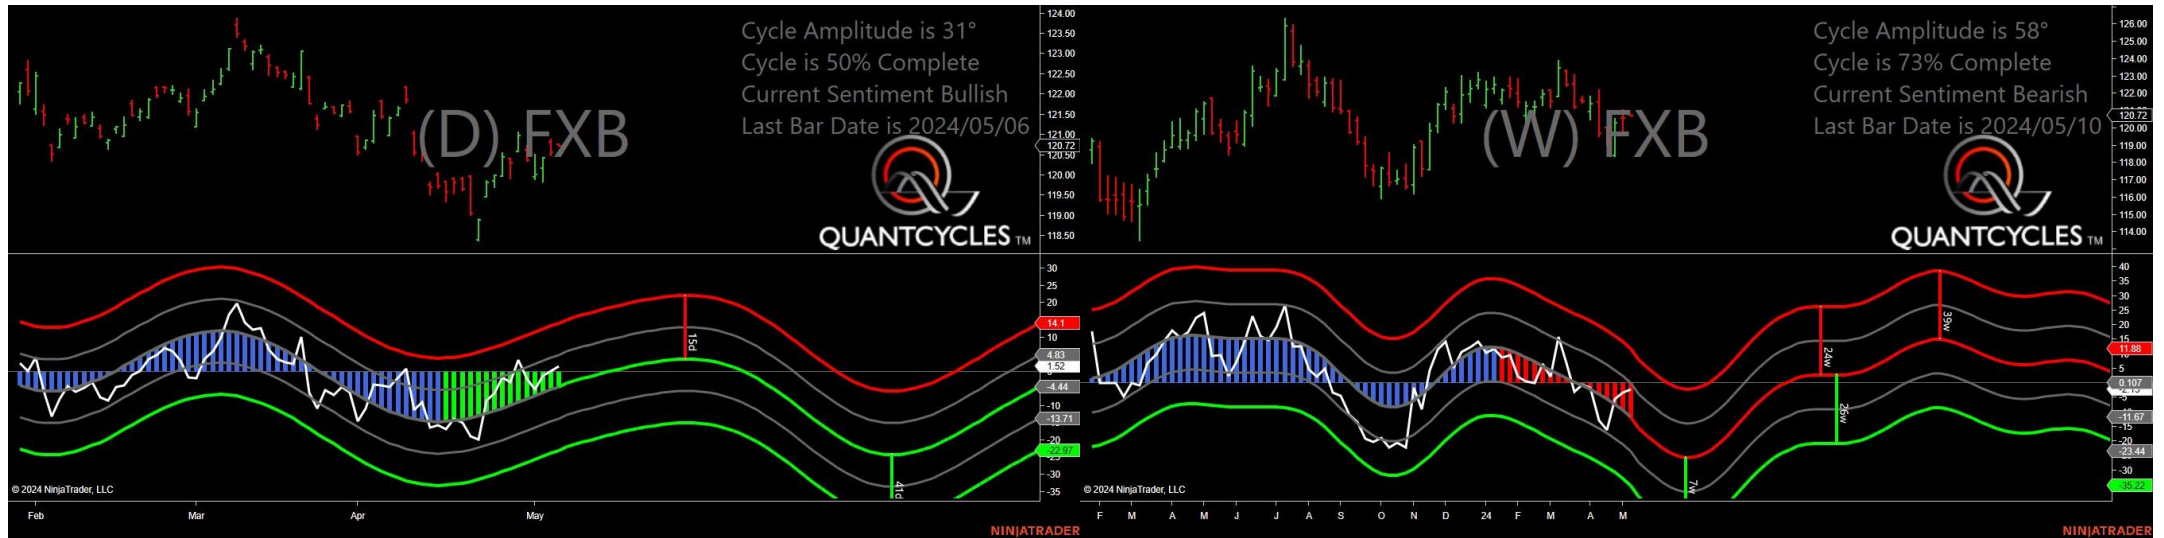 Cycle Amplitude is 31°
Cycle is 50% Complete
Current Sentiment Bullish
Last Bar Date is 2024/05/06
(D) FXB
QUANTCYCLES TM
124.00
123.50
123.00
122.50
122.00
121.50
121.00
120.72
120.50
120.00
119.50
119.00
118.50
30
25
20
14.1
10
4.83
1.52
-4.44
-10
-13.71
-20
-22.97
-30
-35
15d
41d
© 2024 NinjaTrader, LLC
Feb
Mar
Apr
May
NINJATRADER
Cycle Amplitude is 58°
Cycle is 73% Complete
Current Sentiment Bearish
Last Bar Date is 2024/05/10
(W) FXB
QUANTCYCLES TM
126.00
125.00
124.00
123.00
122.00
120.72
120.00
119.00
118.00
117.00
116.00
115.00
114.00
40
35
30
25
20
15
11.88
5
0.107
-5
-11.67
-15
-20
-23.44
-30
-35.22
24w
39w
26w
7w
© 2024 NinjaTrader, LLC
F
M
A
M
J
J
A
S
O
N
D
24
F
M
A
M
NINJATRADER